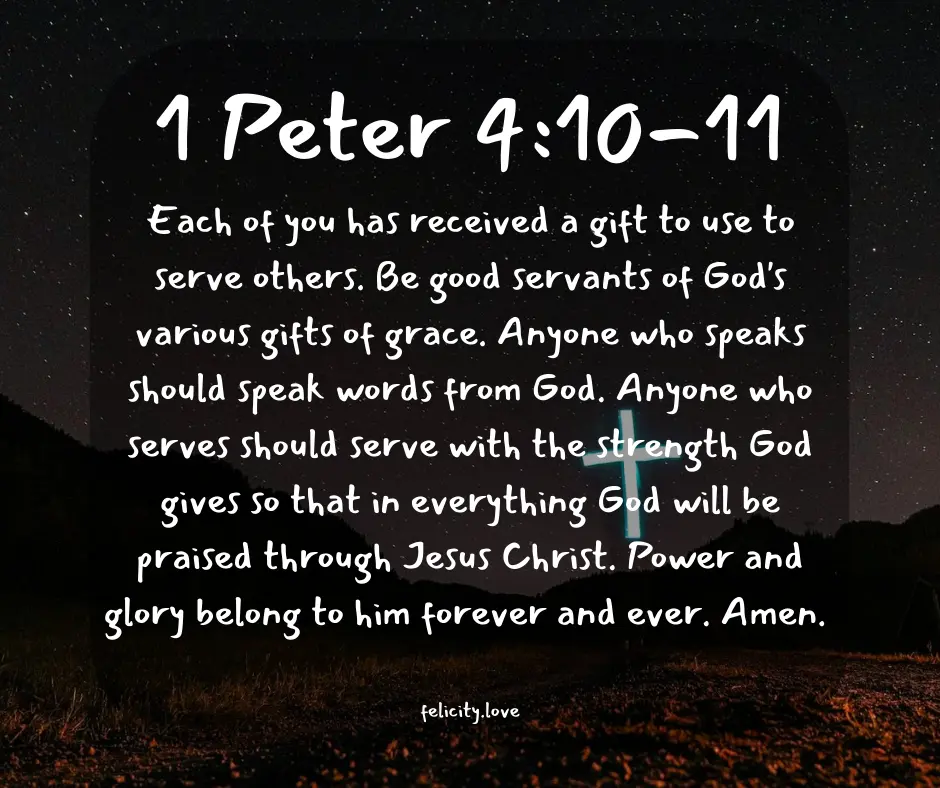 1 Peter 4:10-11
Each of you has received a gift to use to
serve others. Be good servants of God's
various gifts of grace. Anyone who speaks
should speak words from God. Anyone who
serves should serve with the strength God
gives so that in everything God will be
praised through Jesus Christ. Power and
glory belong to him forever and ever. Amen.
felicity.love